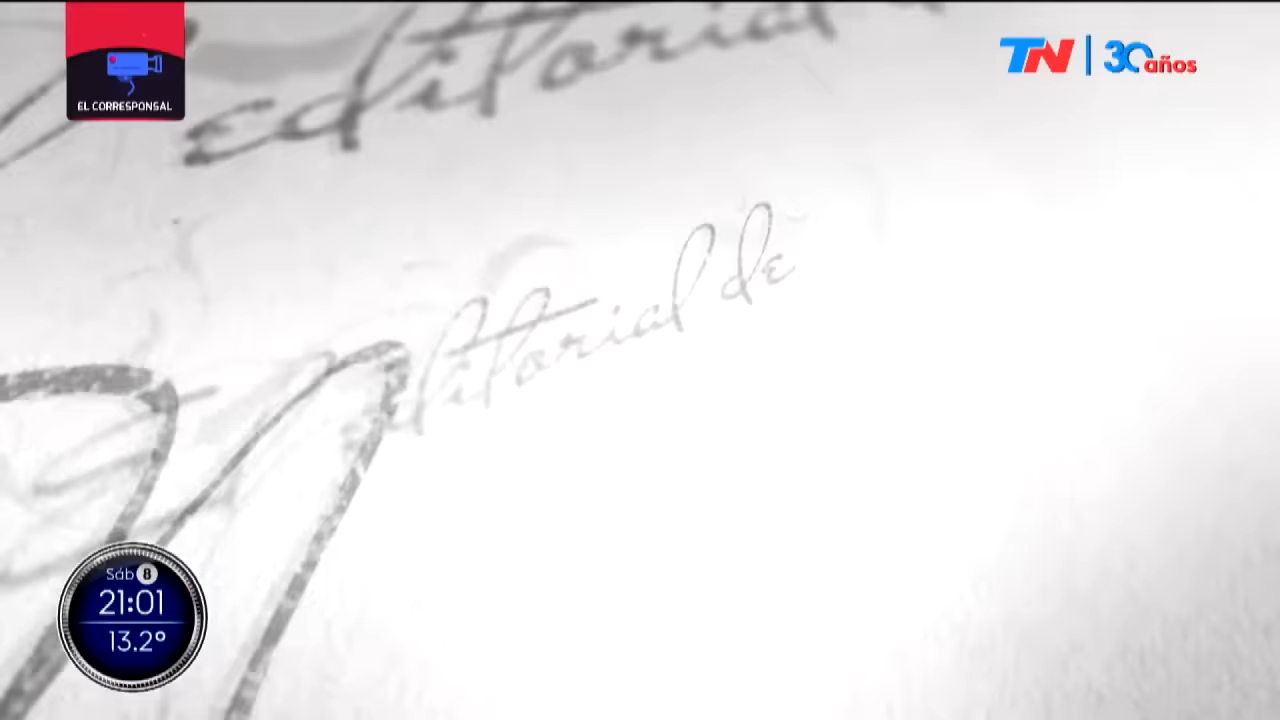 editorial
EL CORRESPONSAL
TN 30 años
editorial de
Sáb 8
21:01
13.2°